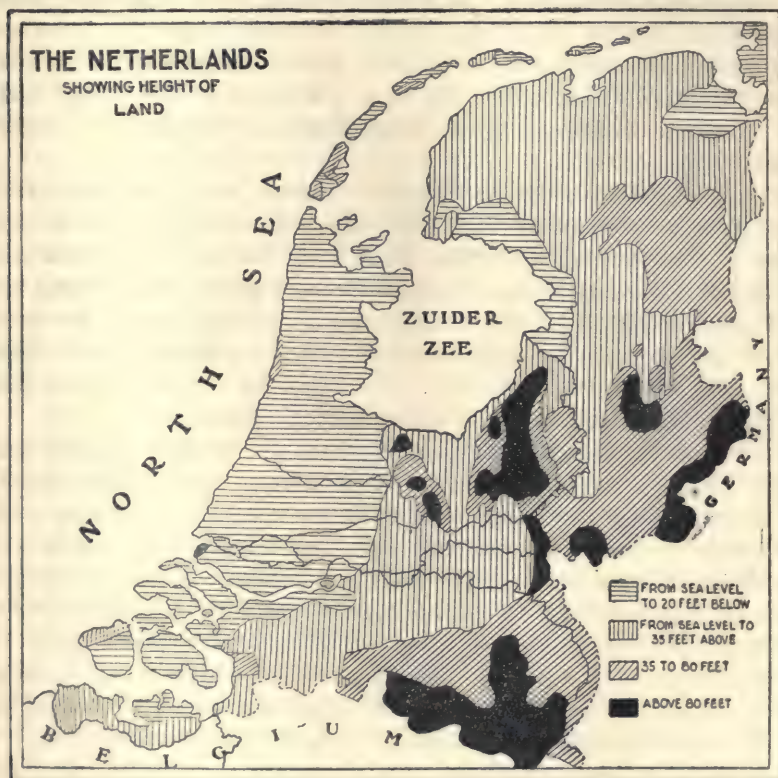 THE NETHERLANDS
SHOWING HEIGHT OF
LAND
NORTH SEA
ZUIDER
ZEE
GERMANY
FROM SEA LEVEL
TO 20 FEET BELOW
FROM SEA LEVEL TO
35 FEET ABOVE
35 TO 80 FEET
ABOVE 80 FEET
BELGIUM